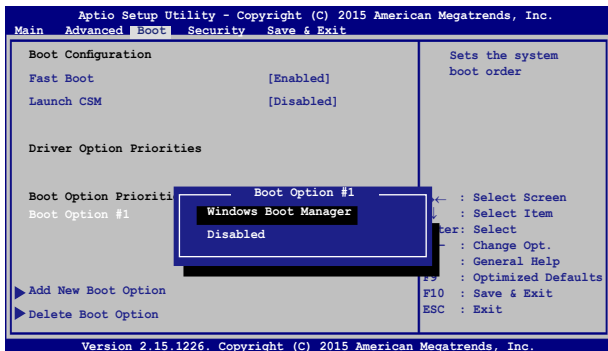 Aptio Setup Utility - Copyright (C) 2015 American Megatrends, Inc.
Main Advanced Boot Security Save & Exit
Boot Configuration
Fast Boot [Enabled]
Launch CSM [Disabled]
Driver Option Priorities
Boot Option
Boot Option #1
Boot Option #1
Windows Boot Manager
Disabled
Add New Boot Option
Delete Boot Option
Sets the system
boot order
← : Select Screen
: Select Item
: Select
: Change Opt.
: General Help
: Optimized Defaults
F10 : Save & Exit
ESC : Exit
Version 2.15.1226. Copyright (C) 2015 American Megatrends, Inc.